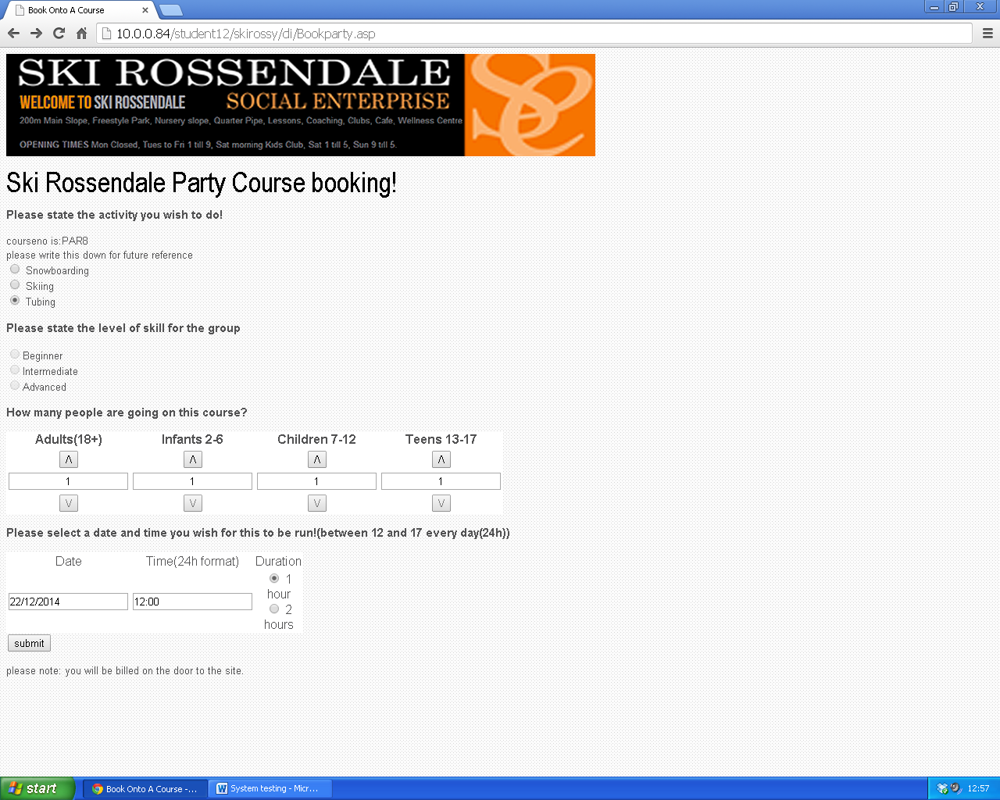 Book Onto A Course
10.0.0.84/student12/skirossy/di/Bookparty.asp
SKI ROSSENDALE
WELCOME TO SKI ROSSENDALE SOCIAL ENTERPRISE
200m Main Slope, Freestyle Park, Nursery slope, Quarter Pipe, Lessons, Coaching, Clubs, Cafe, Wellness Centre
OPENING TIMES Mon Closed, Tues to Fri 1 till 9, Sat morning Kids Club, Sat 1 till 5, Sun 9 till 5.
Ski Rossendale Party Course booking!
Please state the activity you wish to do!
courseno is:PAR8
please write this down for future reference
Snowboarding
Skiing
Tubing
Please state the level of skill for the group
Beginner
Intermediate
Advanced
How many people are going on this course?
Adults(18+) Infants 2-6 Children 7-12 Teens 13-17
/\ /\ /\ /\
1 1 1 1
\/ \/ \/ \/
Please select a date and time you wish for this to be run!(between 12 and 17 every day(24h))
Date Time(24h format) Duration
1
hour
22/12/2014 12:00
2
hours
submit
please note: you will be billed on the door to the site.
start Book Onto A Course -... System testing - Micr... 12:57